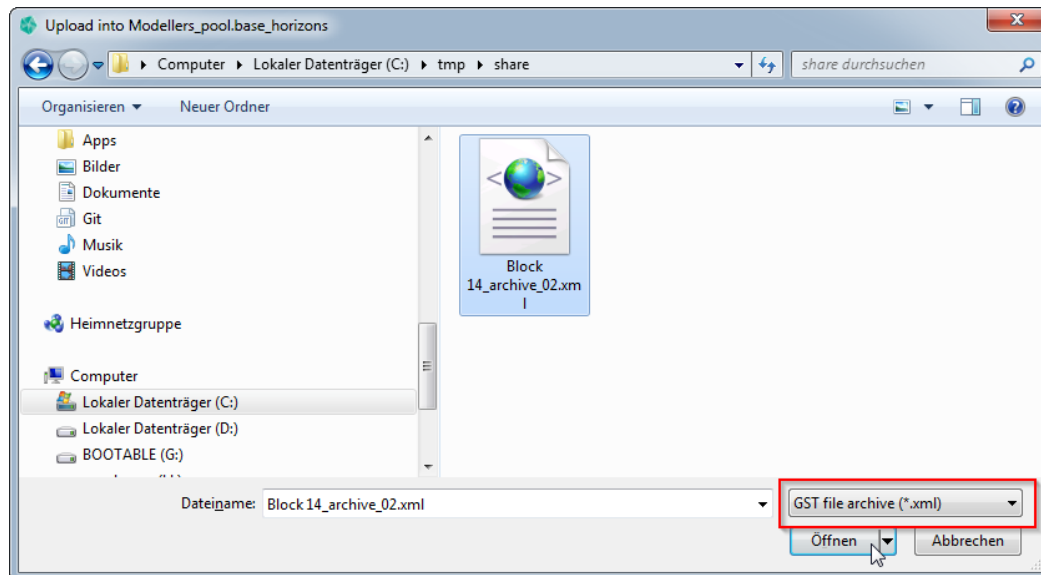 Upload into Modellers_pool.base_horizons
Computer Lokaler Datenträger (C:) tmp share
share durchsuchen
Organisieren Neuer Ordner
Apps
Bilder
Dokumente
Git
Musik
Videos
Heimnetzgruppe
Computer
Lokaler Datenträger (C:)
Lokaler Datenträger (D:)
BOOTABLE (G:)
Block
14_archive_02.xm
l
Dateiname: Block 14_archive_02.xml
GST file archive (*.xml)
Öffnen Abbrechen